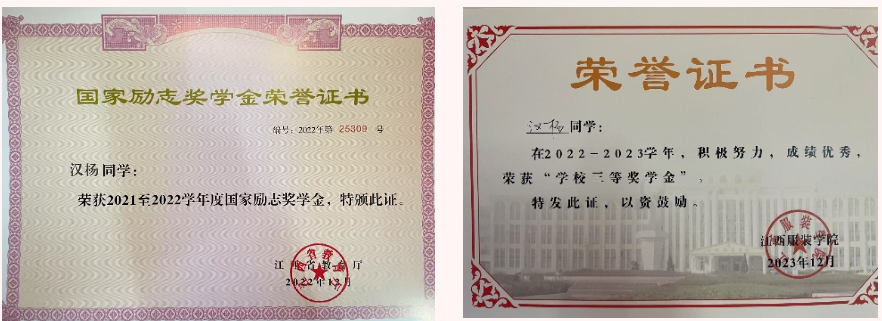 国家励志奖学金荣誉证书
编号：2022年第 25309 号
汉杨同学：
荣获2021至2022学年度国家励志奖学金，特颁此证。
江西省教育厅
2022年12月
荣誉证书
汉杨同学：
在2022－2023学年，积极努力，成绩优秀，
荣获“学校三等奖学金”。
特发此证，以资鼓励。
江西服装学院
2023年12月